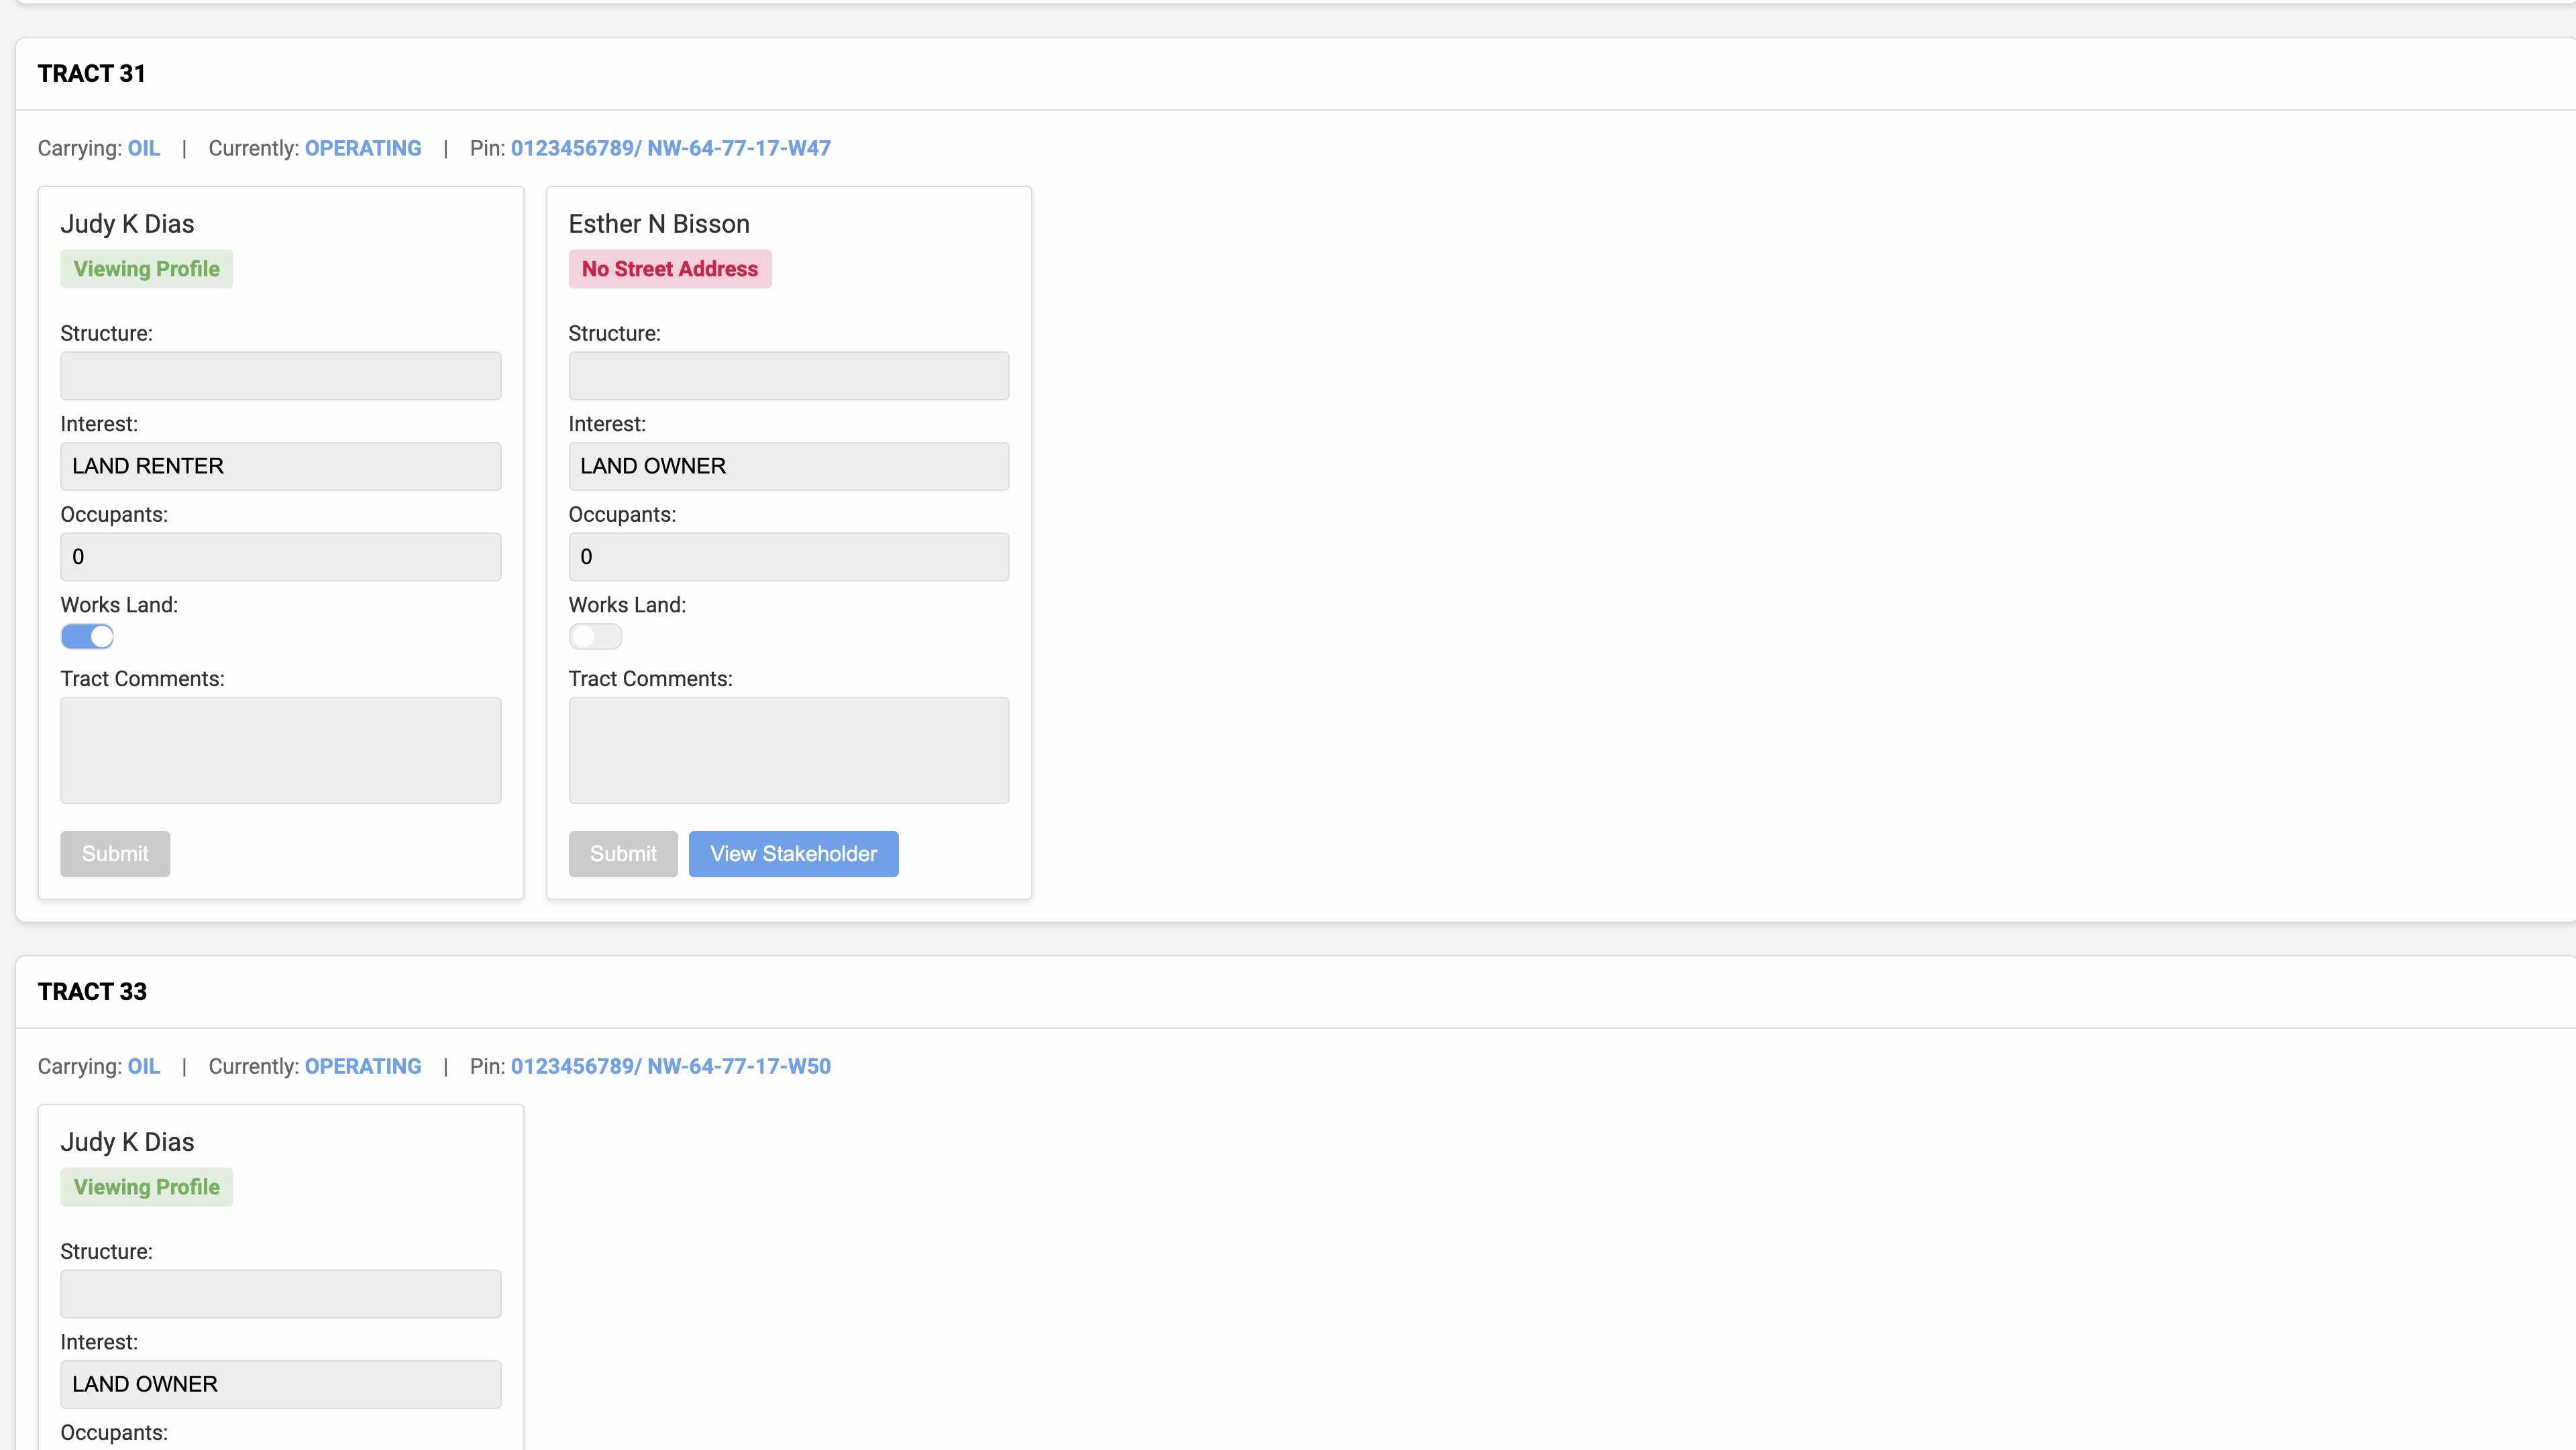 TRACT 31
Carrying: OIL | Currently: OPERATING | Pin: 0123456789/ NW-64-77-17-W47
Judy K Dias
Viewing Profile
Structure:
Interest:
LAND RENTER
Occupants:
0
Works Land:
Tract Comments:
Submit
Esther N Bisson
No Street Address
Structure:
Interest:
LAND OWNER
Occupants:
0
Works Land:
Tract Comments:
Submit View Stakeholder
TRACT 33
Carrying: OIL | Currently: OPERATING | Pin: 0123456789/ NW-64-77-17-W50
Judy K Dias
Viewing Profile
Structure:
Interest:
LAND OWNER
Occupants: